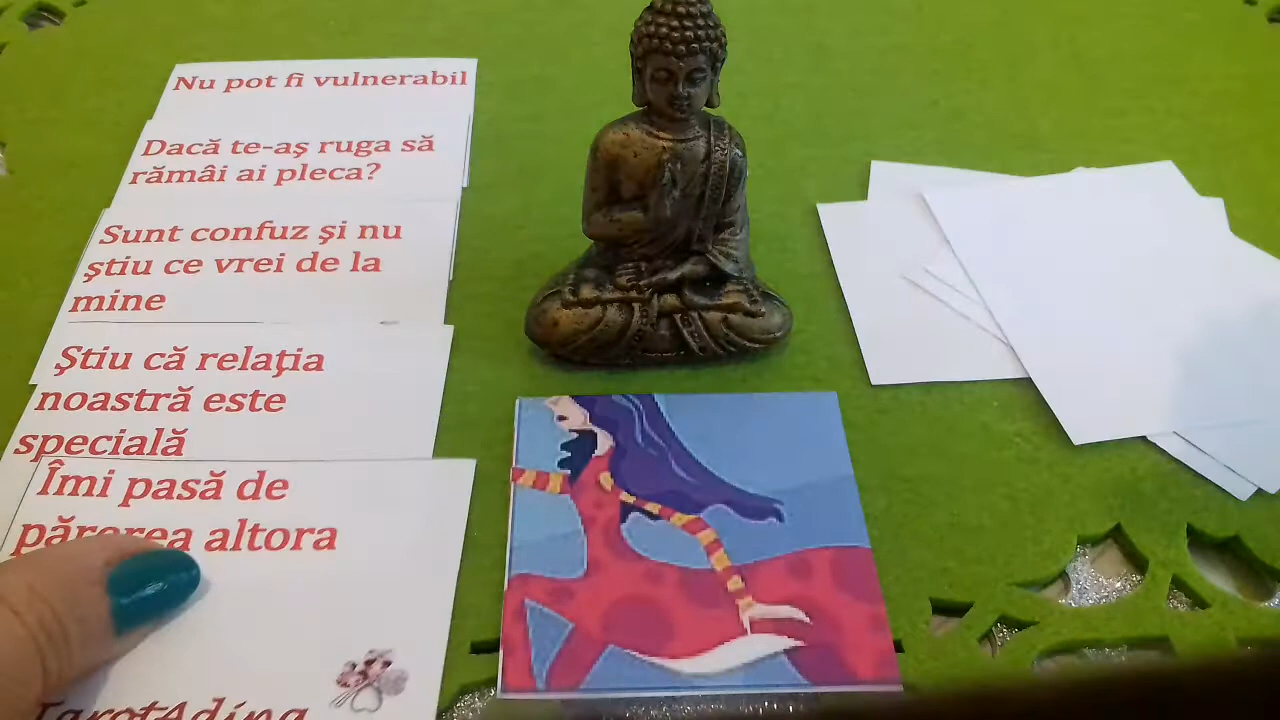 Nu pot fi vulnerabil
Dacă te-aş ruga să
rămâi ai pleca?
Sunt confuz şi nu
ştiu ce vrei de la
mine
Ştiu că relaţia
noastră este
specială
Îmi pasă de
părerea altora
TarotAdina